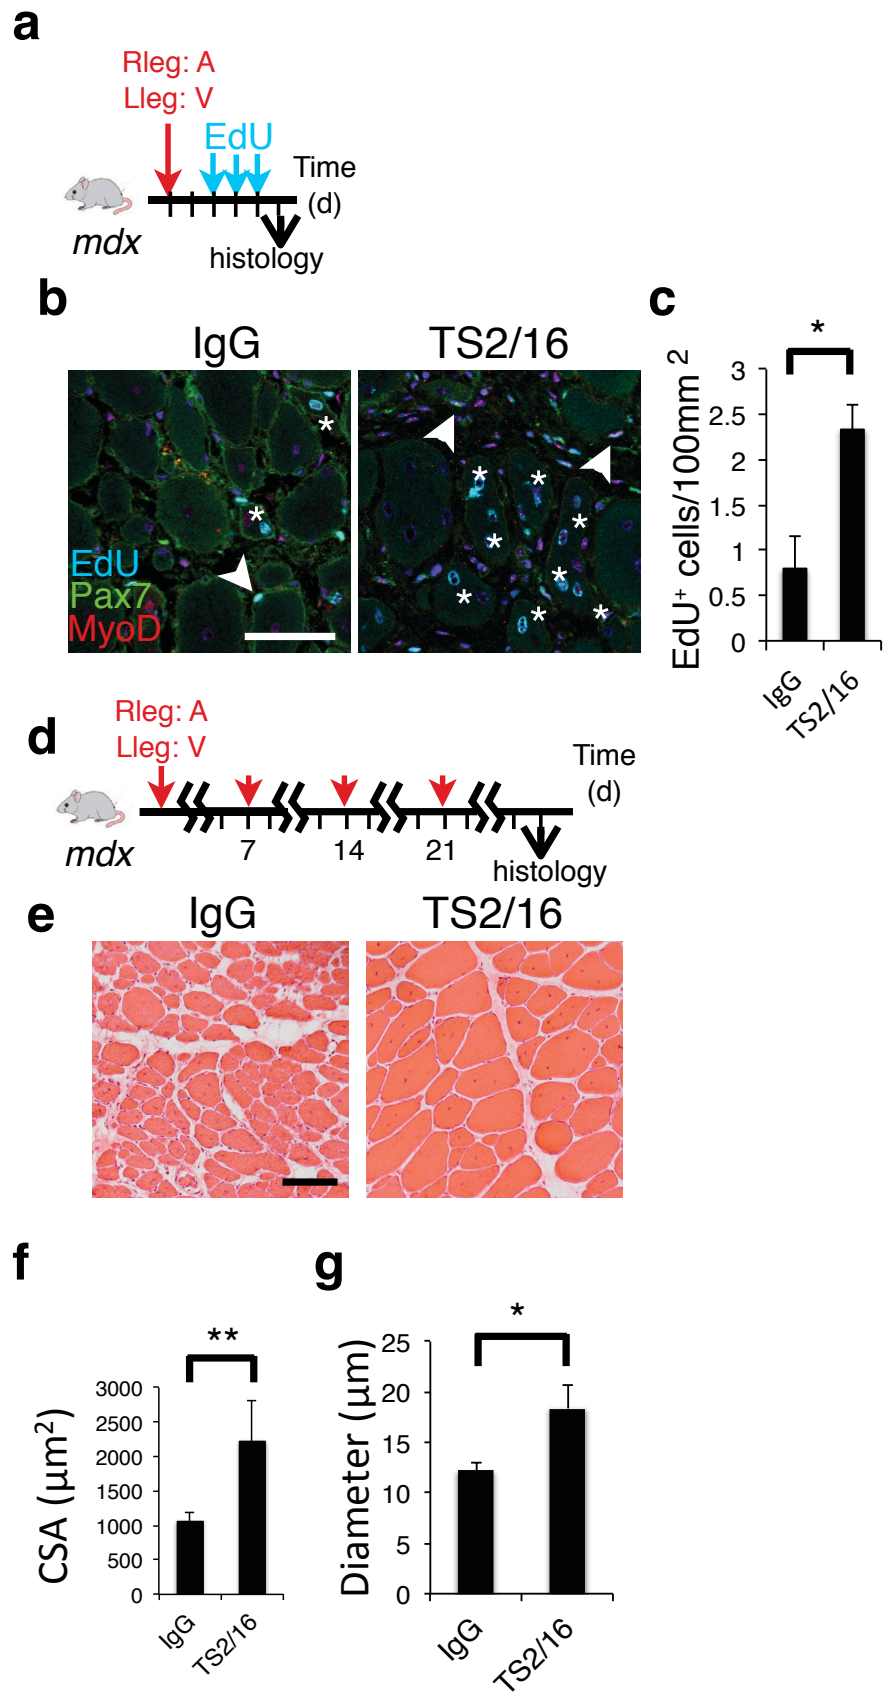 a
Rleg: A
Lleg: V
EdU
Time
(d)
mdx
histology
b
IgG
TS2/16
*
*
*
*
*
*
*
*
*
*
*
EdU
Pax7
MyoD
c
*
EdU⁺ cells/100mm²
3
2.5
2
1.5
1
0.5
0
IgG
TS2/16
d
Rleg: A
Lleg: V
Time
(d)
mdx
7
14
21
histology
e
IgG
TS2/16
f
**
CSA (μm²)
3000
2500
2000
1500
1000
500
0
IgG
TS2/16
g
*
Diameter (μm)
25
20
15
10
5
0
IgG
TS2/16